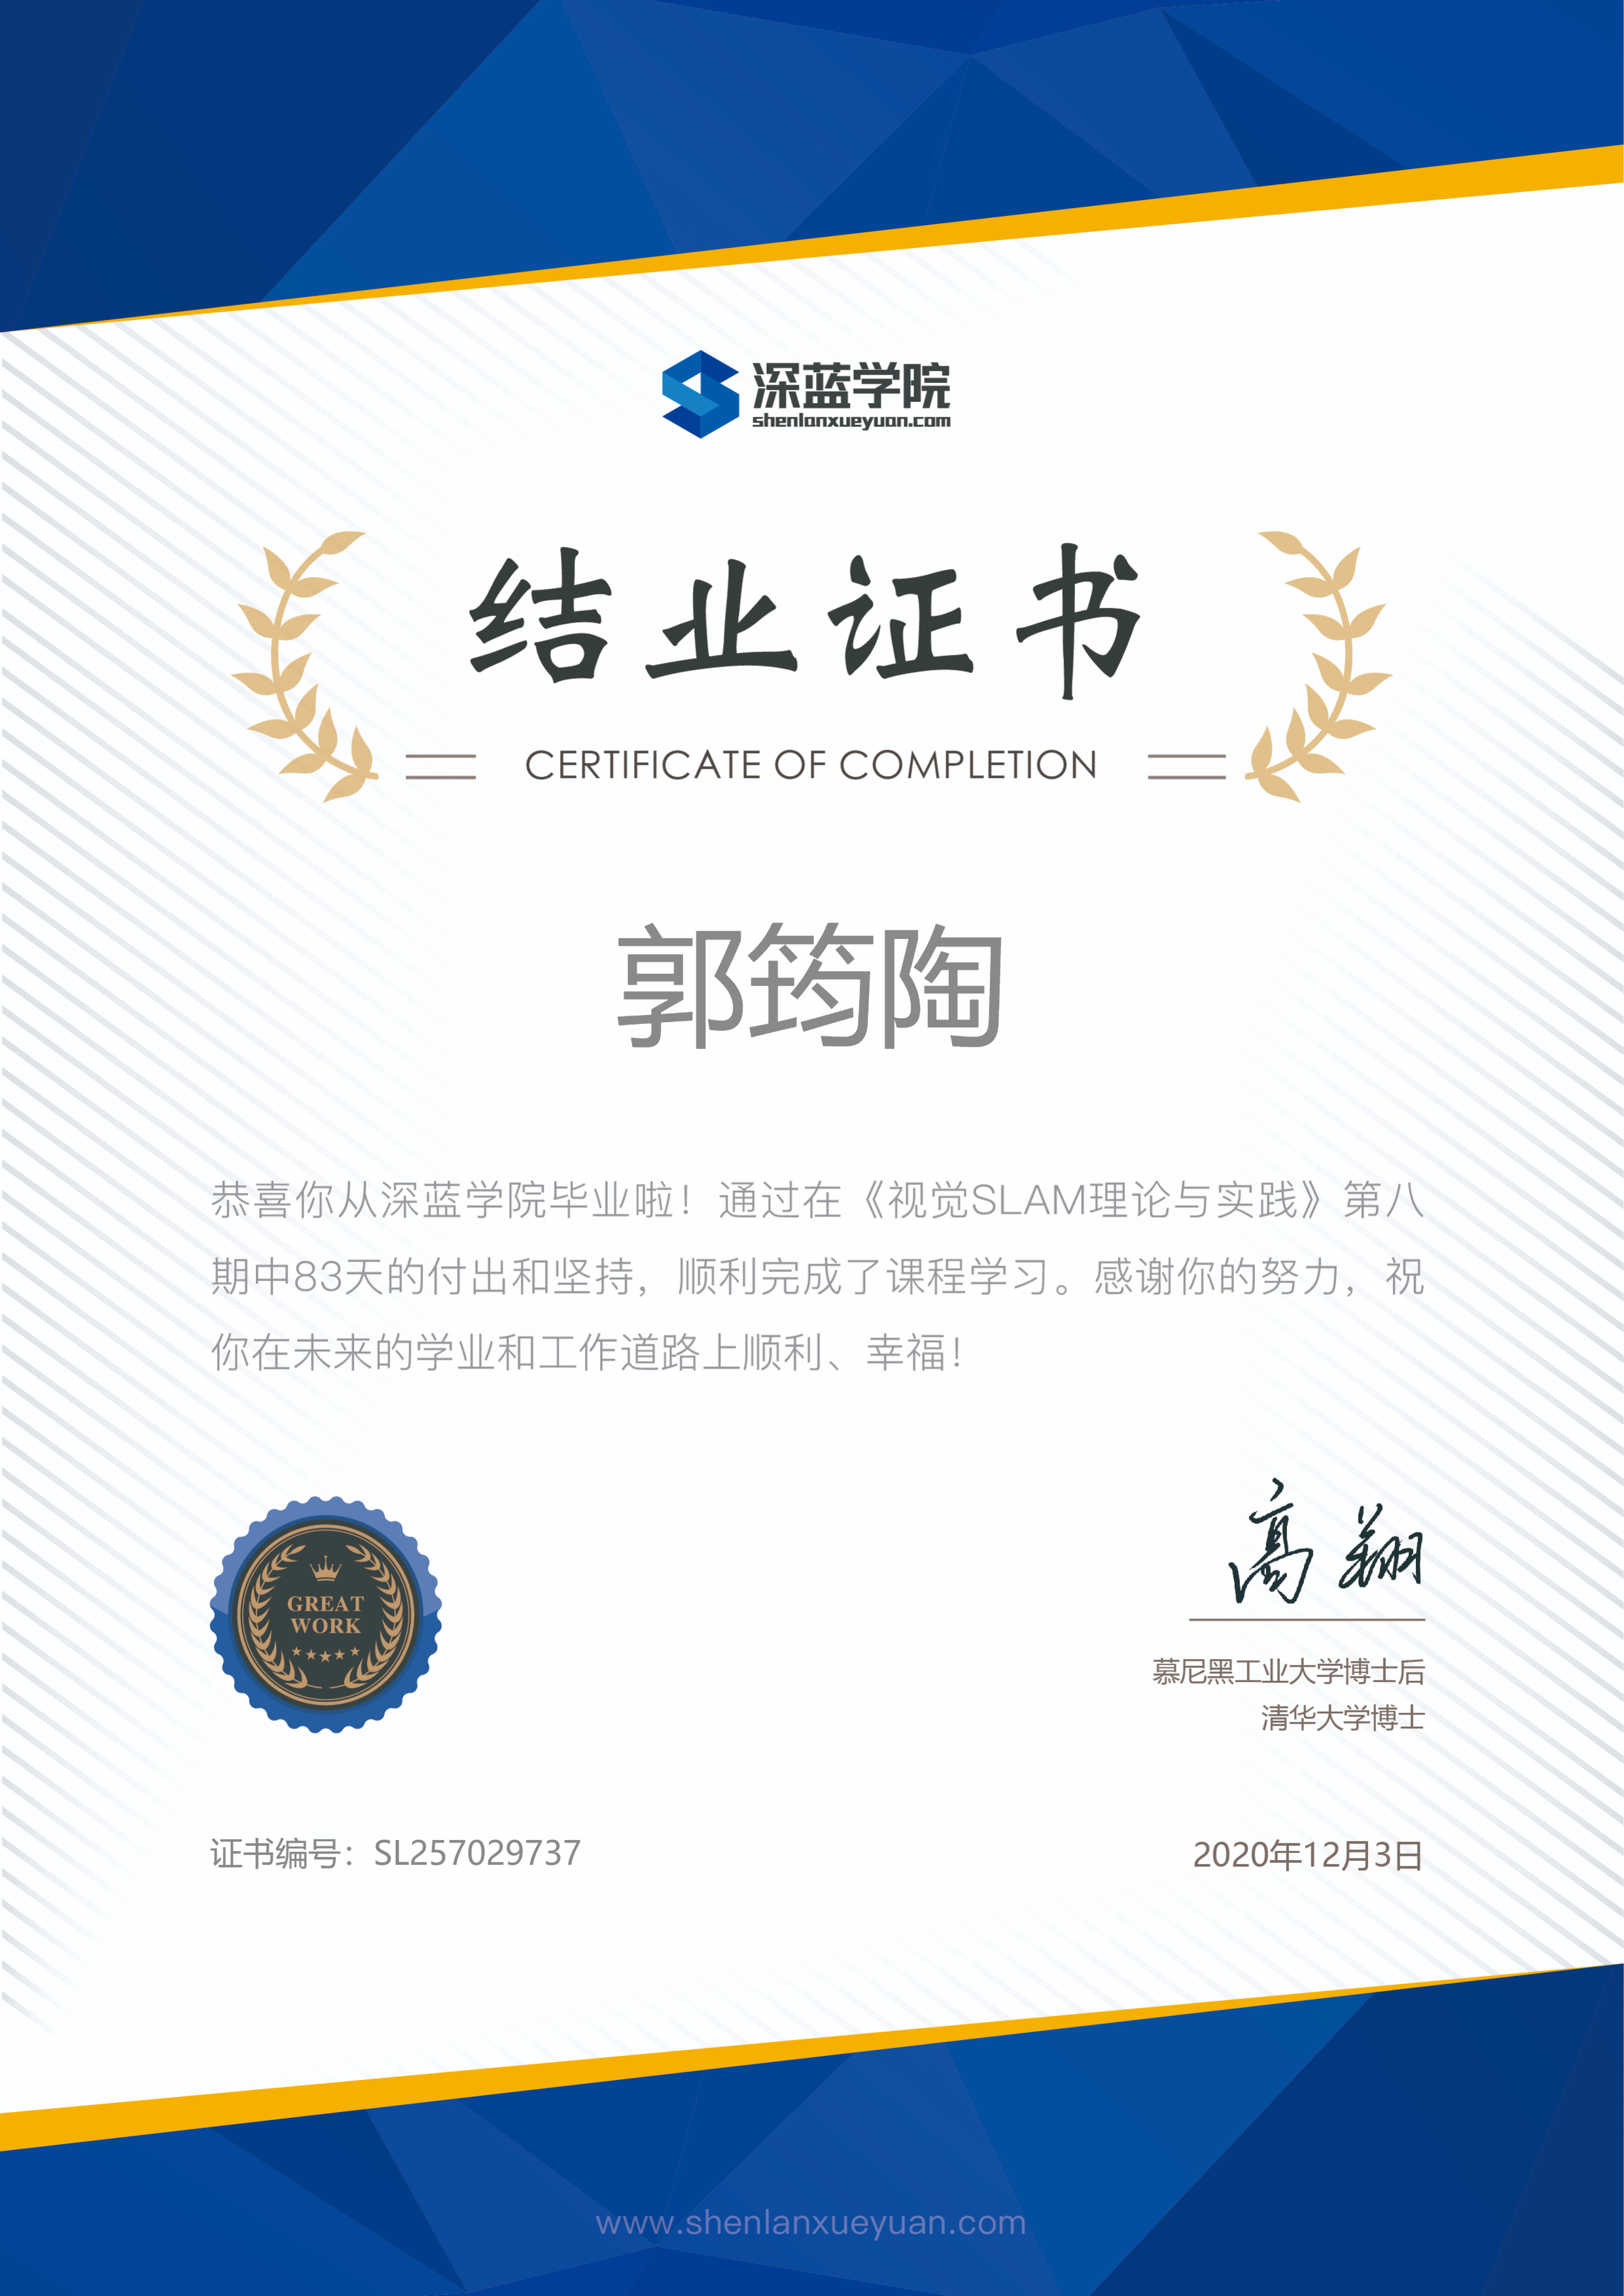 深蓝学院
shenlanxueyuan.com
结业证书
CERTIFICATE OF COMPLETION
郭筠陶
恭喜你从深蓝学院毕业啦！通过在《视觉SLAM理论与实践》第八
期中83天的付出和坚持，顺利完成了课程学习。感谢你的努力，祝
你在未来的学业和工作道路上顺利、幸福！
GREAT
WORK
高翔
慕尼黑工业大学博士后
清华大学博士
证书编号：SL257029737
2020年12月3日
www.shenlanxueyuan.com